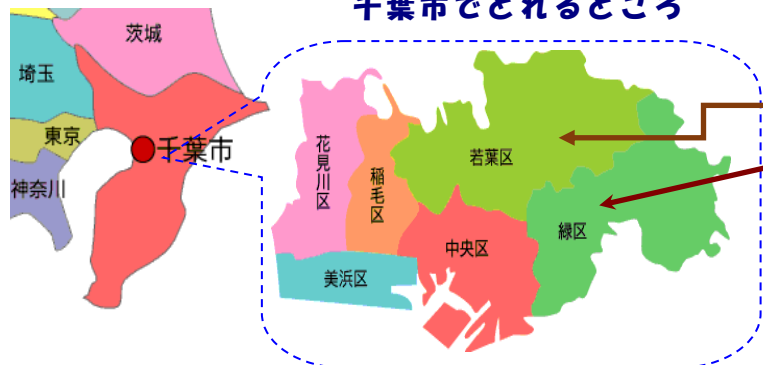 千葉市でとれるところ
茨城
埼玉
東京
千葉市
神奈川
花見川区
稲毛区
若葉区
緑区
中央区
美浜区